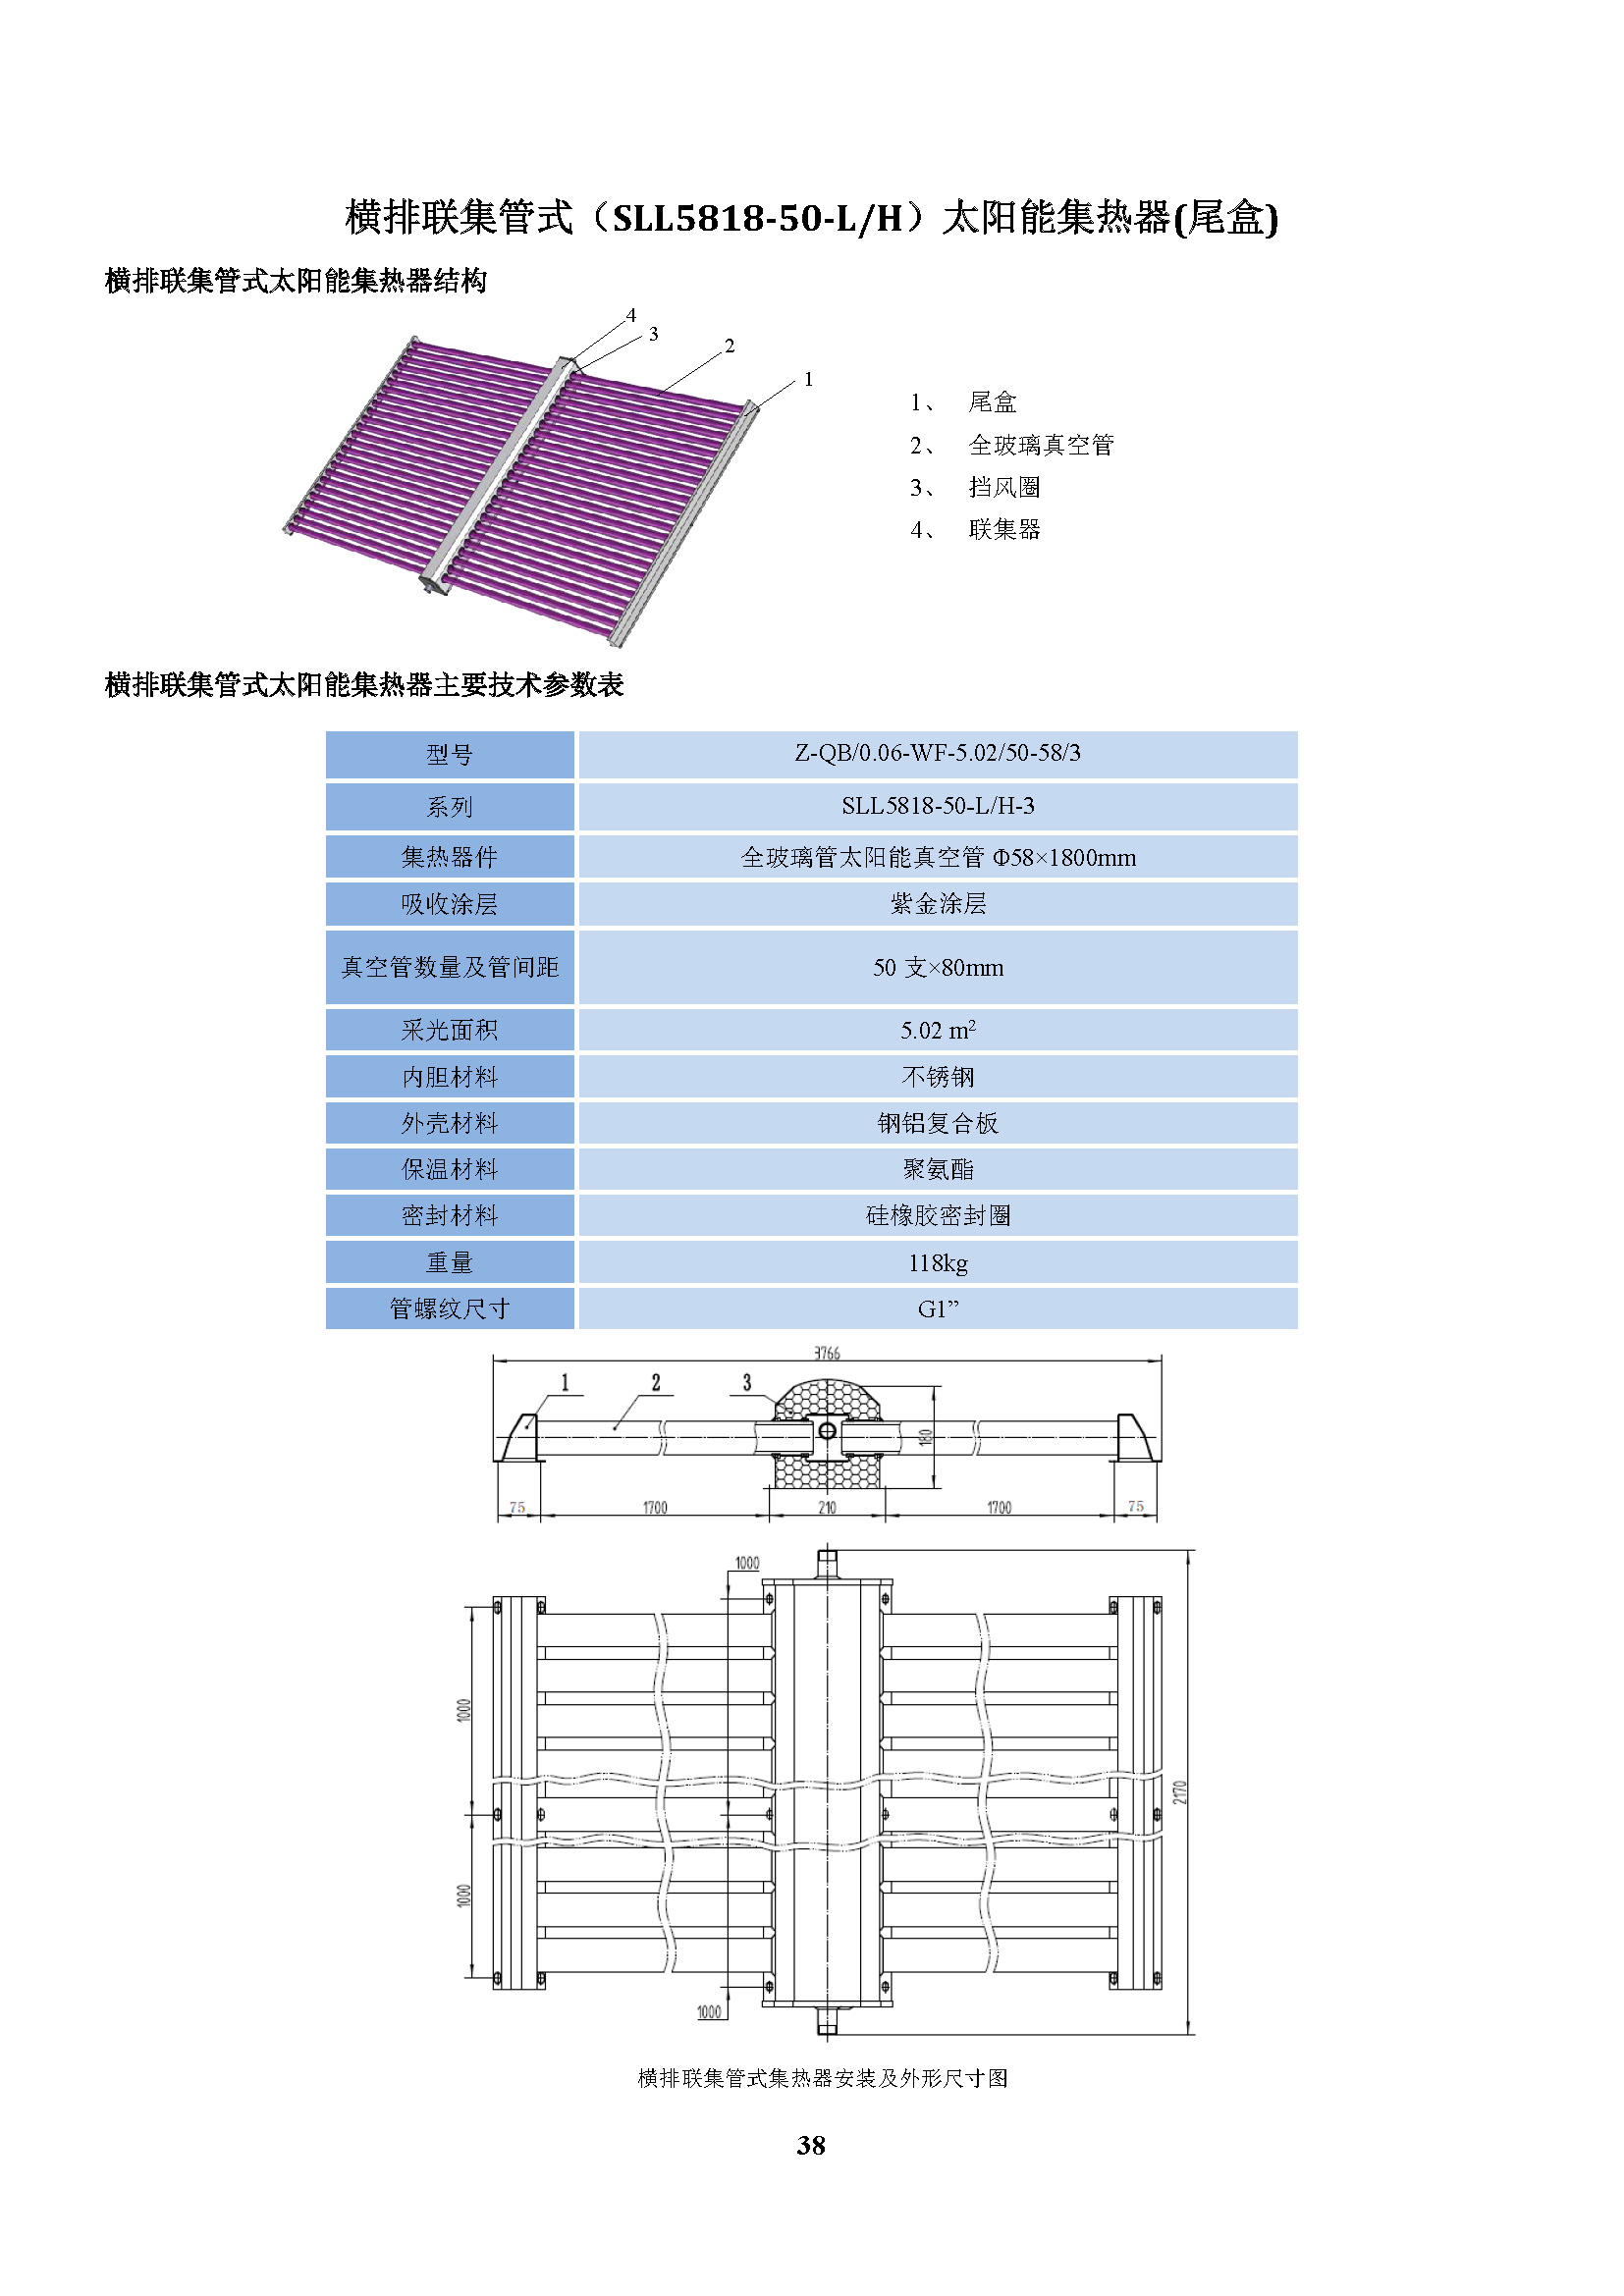 横排联集管式（SLL5818-50-L/H）太阳能集热器(尾盒)
横排联集管式太阳能集热器结构
4
3
2
1
1、 尾盒
2、 全玻璃真空管
3、 挡风圈
4、 联集器
横排联集管式太阳能集热器主要技术参数表
型号 Z-QB/0.06-WF-5.02/50-58/3
系列 SLL5818-50-L/H-3
集热器件 全玻璃管太阳能真空管 Φ58×1800mm
吸收涂层 紫金涂层
真空管数量及管间距 50 支×80mm
采光面积 5.02 m²
内胆材料 不锈钢
外壳材料 钢铝复合板
保温材料 聚氨酯
密封材料 硅橡胶密封圈
重量 118kg
管螺纹尺寸 G1”
3766
1 2 3
180
75 1700 210 1700 75
1000
1000
2170
1000
1000
横排联集管式集热器安装及外形尺寸图
38